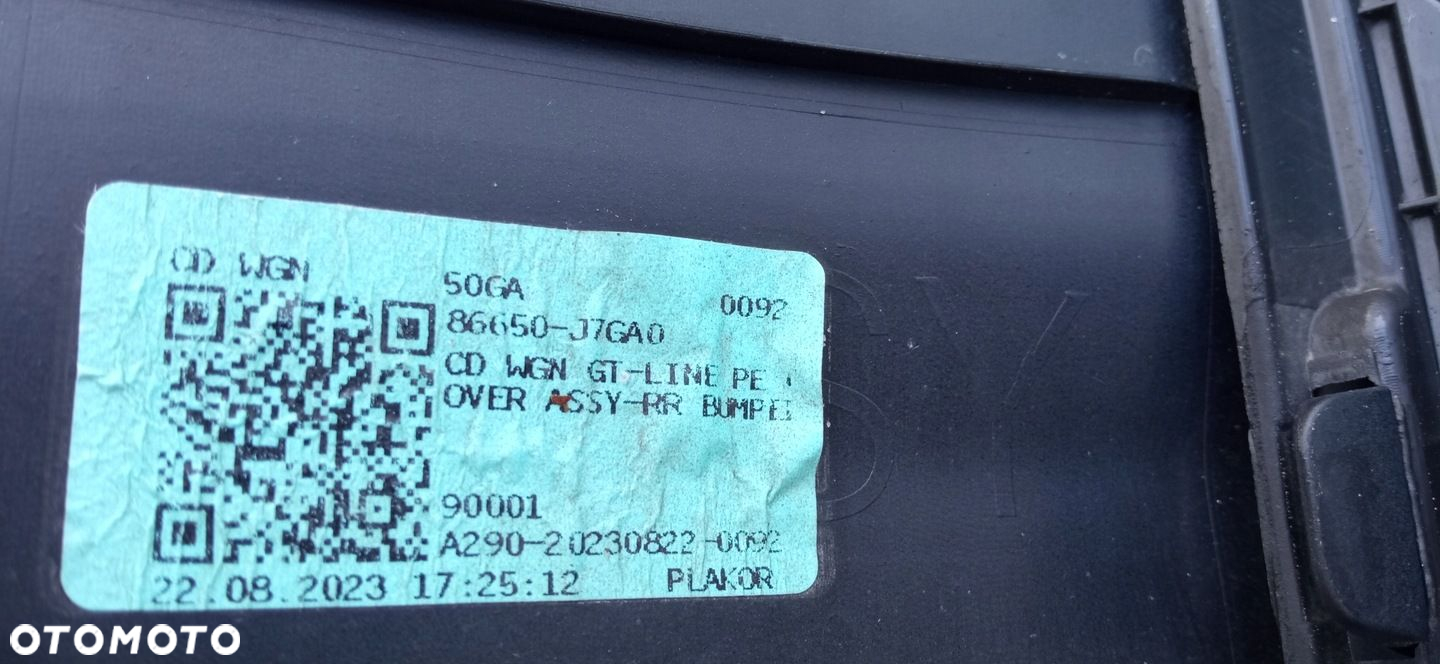 CD WGN
50GA
0092
86650-J7GA0
CD WGN GT-LINE PE
OVER ASSY-RR BUMPE
90001
A290-20230822-0092
22.08.2023 17:25:12
PLAKOR
OTOMOTO